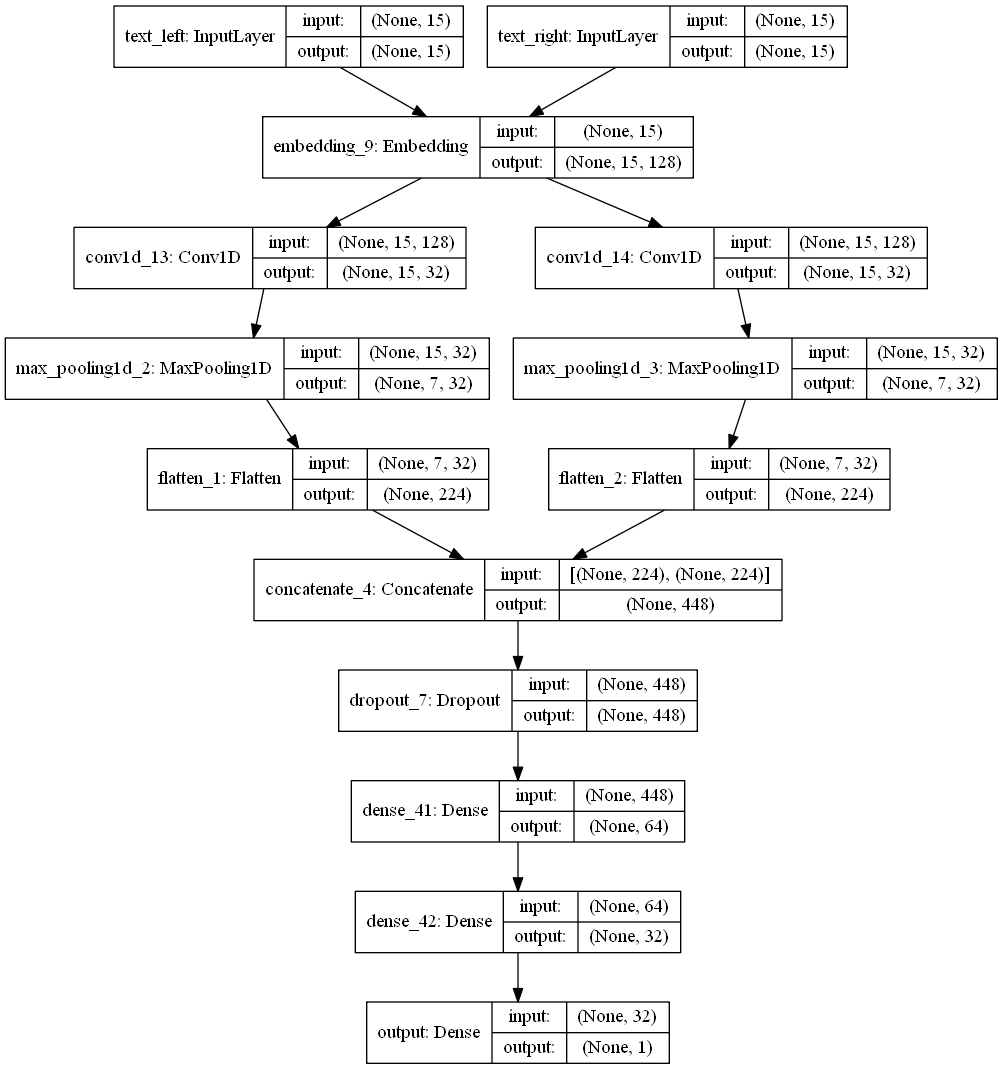 text_left: InputLayer
input: (None, 15)
output: (None, 15)
text_right: InputLayer
input: (None, 15)
output: (None, 15)
embedding_9: Embedding
input: (None, 15)
output: (None, 15, 128)
conv1d_13: Conv1D
input: (None, 15, 128)
output: (None, 15, 32)
conv1d_14: Conv1D
input: (None, 15, 128)
output: (None, 15, 32)
max_pooling1d_2: MaxPooling1D
input: (None, 15, 32)
output: (None, 7, 32)
max_pooling1d_3: MaxPooling1D
input: (None, 15, 32)
output: (None, 7, 32)
flatten_1: Flatten
input: (None, 7, 32)
output: (None, 224)
flatten_2: Flatten
input: (None, 7, 32)
output: (None, 224)
concatenate_4: Concatenate
input: [(None, 224), (None, 224)]
output: (None, 448)
dropout_7: Dropout
input: (None, 448)
output: (None, 448)
dense_41: Dense
input: (None, 448)
output: (None, 64)
dense_42: Dense
input: (None, 64)
output: (None, 32)
output: Dense
input: (None, 32)
output: (None, 1)